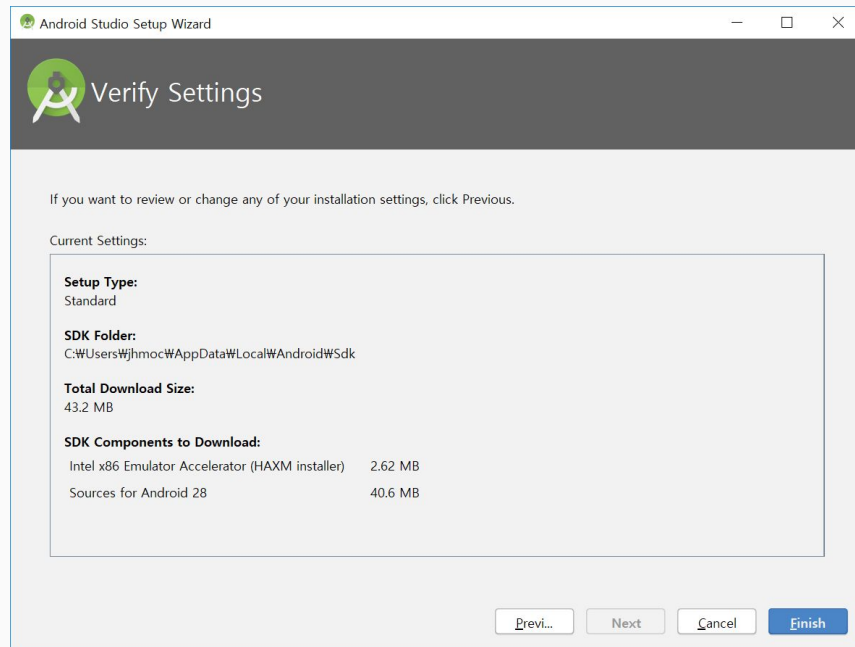 Android Studio Setup Wizard
Verify Settings
If you want to review or change any of your installation settings, click Previous.
Current Settings:
Setup Type:
Standard
SDK Folder:
C:₩Users₩jhmoc₩AppData₩Local₩Android₩Sdk
Total Download Size:
43.2 MB
SDK Components to Download:
Intel x86 Emulator Accelerator (HAXM installer) 2.62 MB
Sources for Android 28 40.6 MB
Previ... Next Cancel Finish